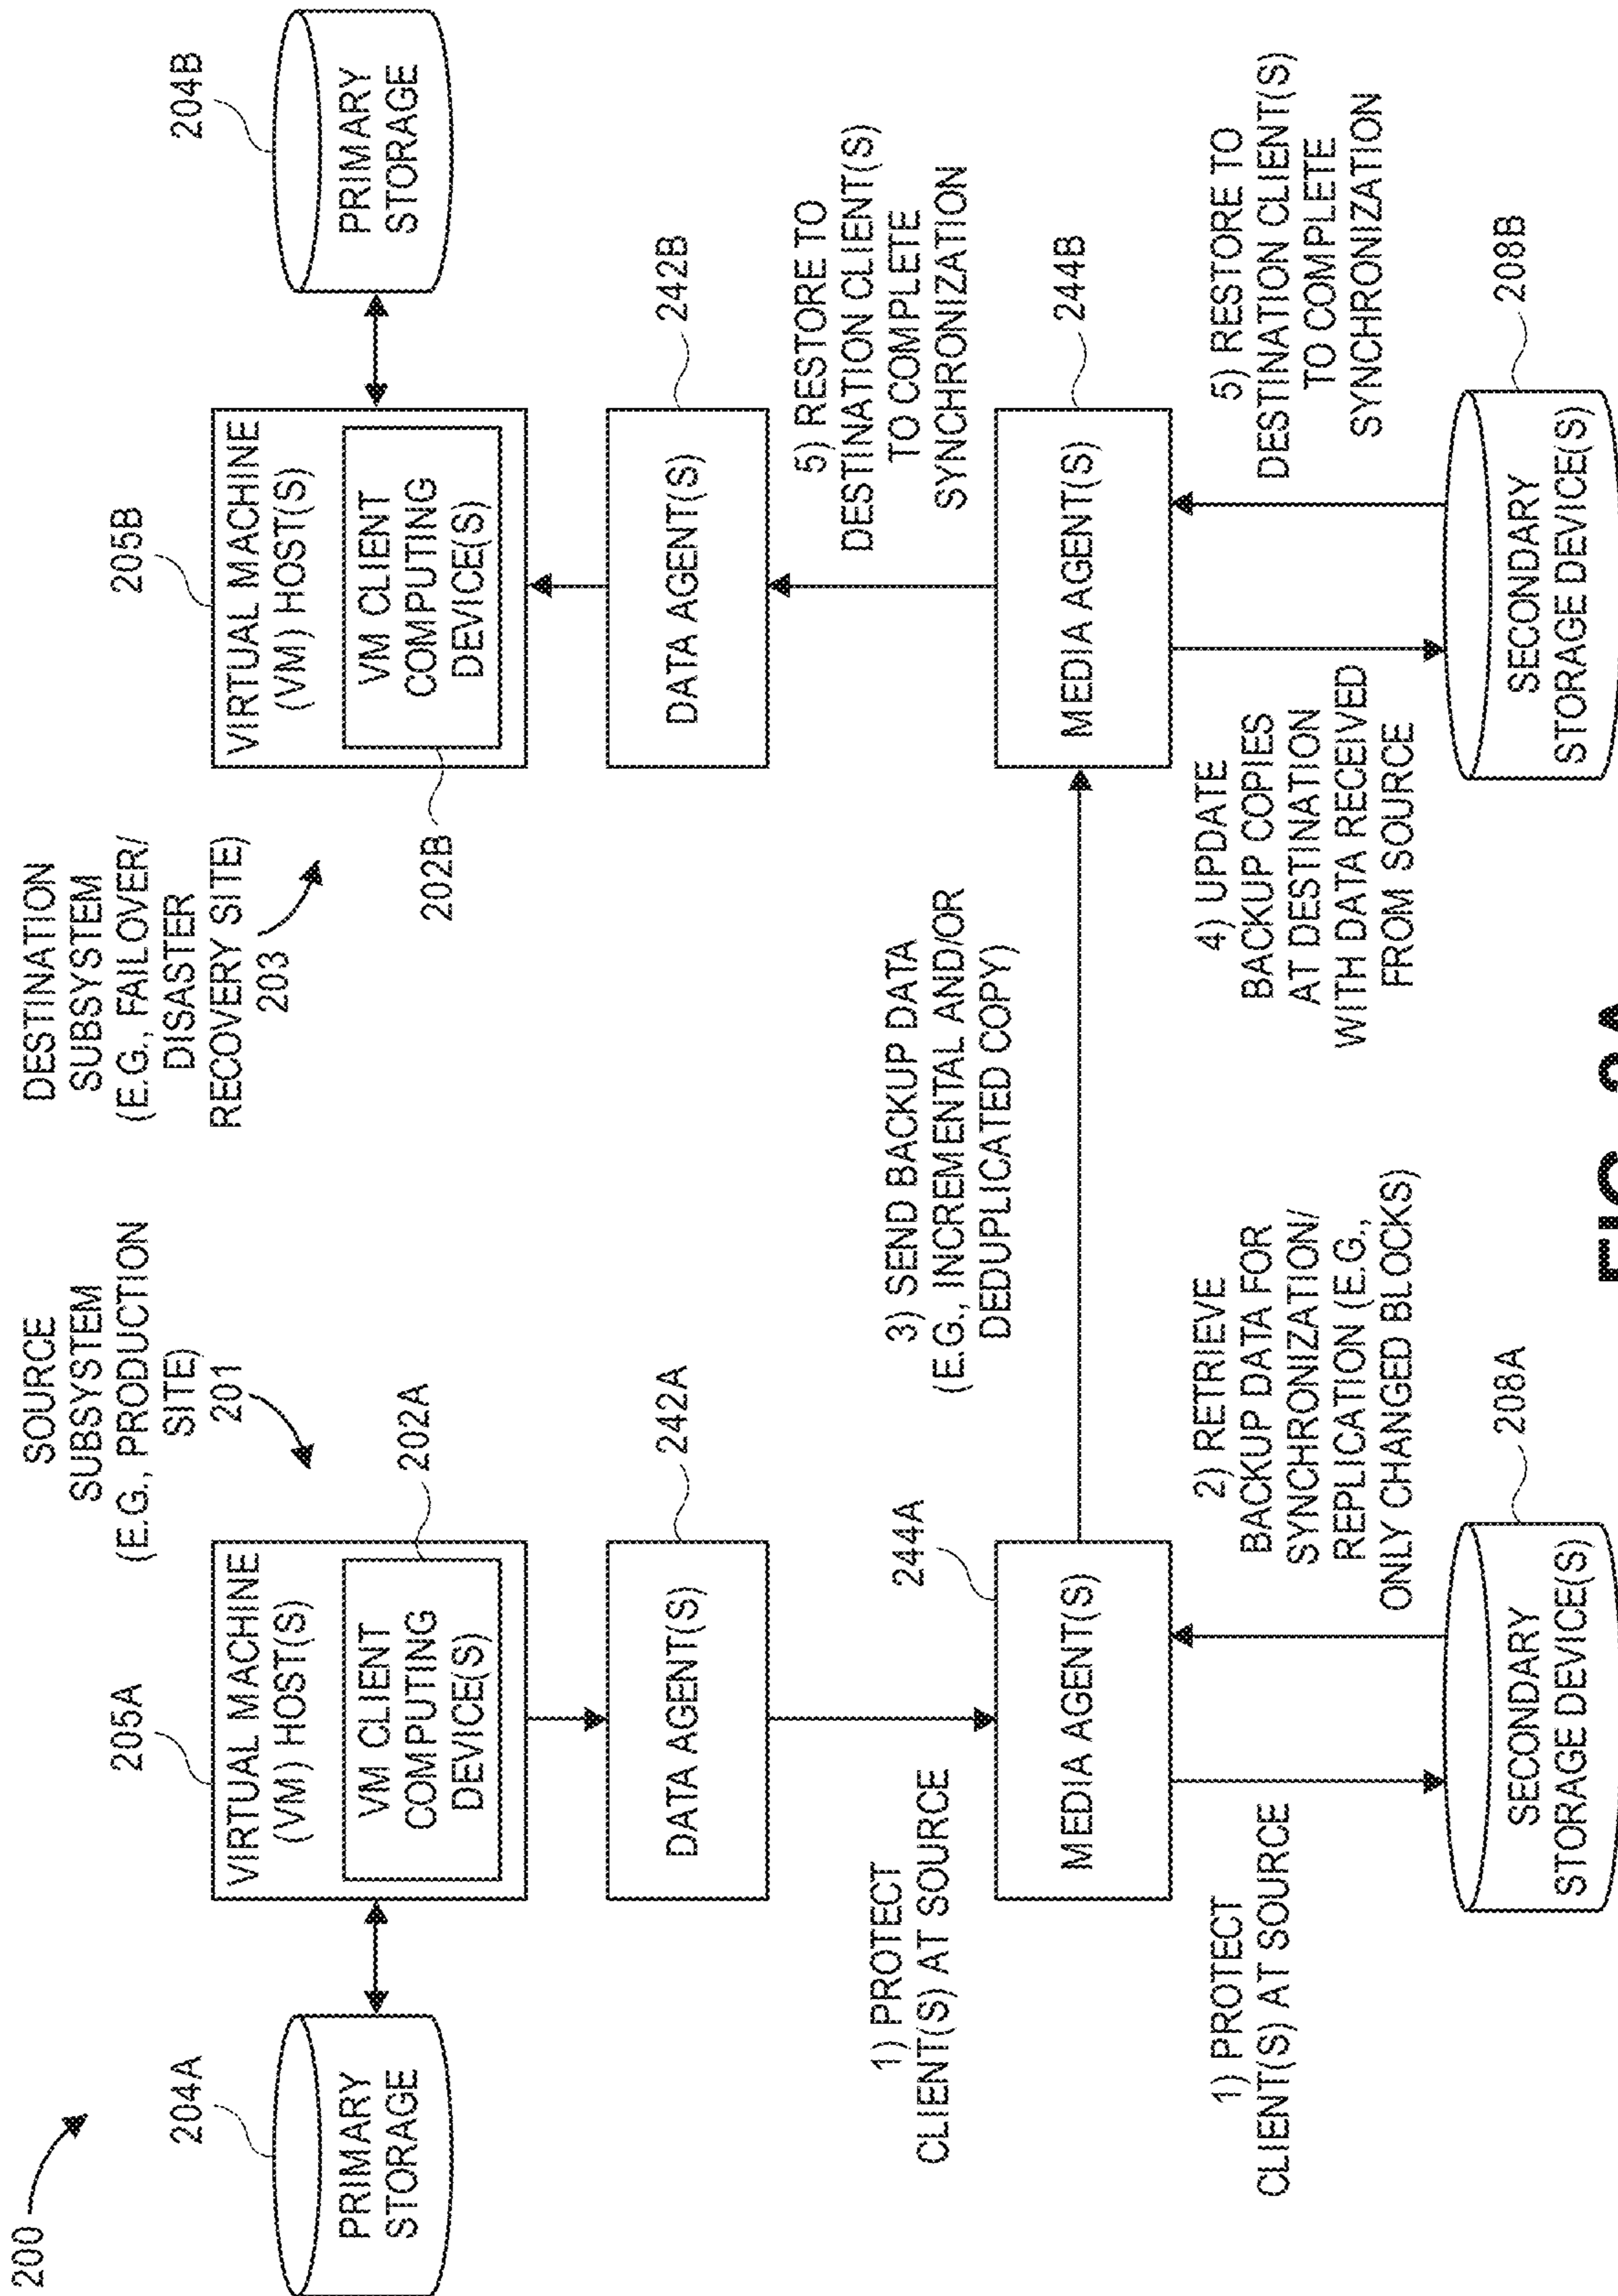 200
SOURCE
SUBSYSTEM
(E.G., PRODUCTION
SITE)
201
DESTINATION
SUBSYSTEM
(E.G., FAILOVER/
DISASTER
RECOVERY SITE)
203
204A
PRIMARY
STORAGE
205A
VIRTUAL MACHINE
(VM) HOST(S)
VM CLIENT
COMPUTING
DEVICE(S)
202A
205B
VIRTUAL MACHINE
(VM) HOST(S)
VM CLIENT
COMPUTING
DEVICE(S)
202B
204B
PRIMARY
STORAGE
DATA AGENT(S)
242A
DATA AGENT(S)
242B
1) PROTECT
CLIENT(S) AT SOURCE
3) SEND BACKUP DATA
(E.G., INCREMENTAL AND/OR
DEDUPLICATED COPY)
5) RESTORE TO
DESTINATION CLIENT(S)
TO COMPLETE
SYNCHRONIZATION
244A
MEDIA AGENT(S)
MEDIA AGENT(S)
244B
1) PROTECT
CLIENT(S) AT SOURCE
2) RETRIEVE
BACKUP DATA FOR
SYNCHRONIZATION/
REPLICATION (E.G.,
ONLY CHANGED BLOCKS)
4) UPDATE
BACKUP COPIES
AT DESTINATION
WITH DATA RECEIVED
FROM SOURCE
5) RESTORE TO
DESTINATION CLIENT(S)
TO COMPLETE
SYNCHRONIZATION
SECONDARY
STORAGE DEVICE(S)
208A
SECONDARY
STORAGE DEVICE(S)
208B